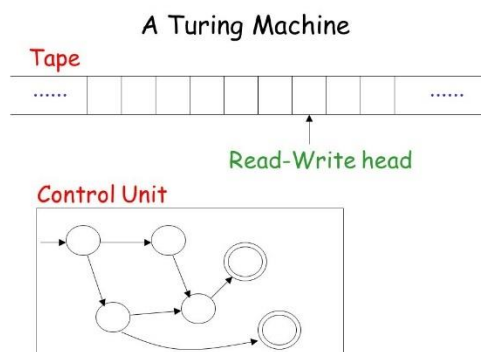 A Turing Machine
Tape
...... ......
Read-Write head
Control Unit